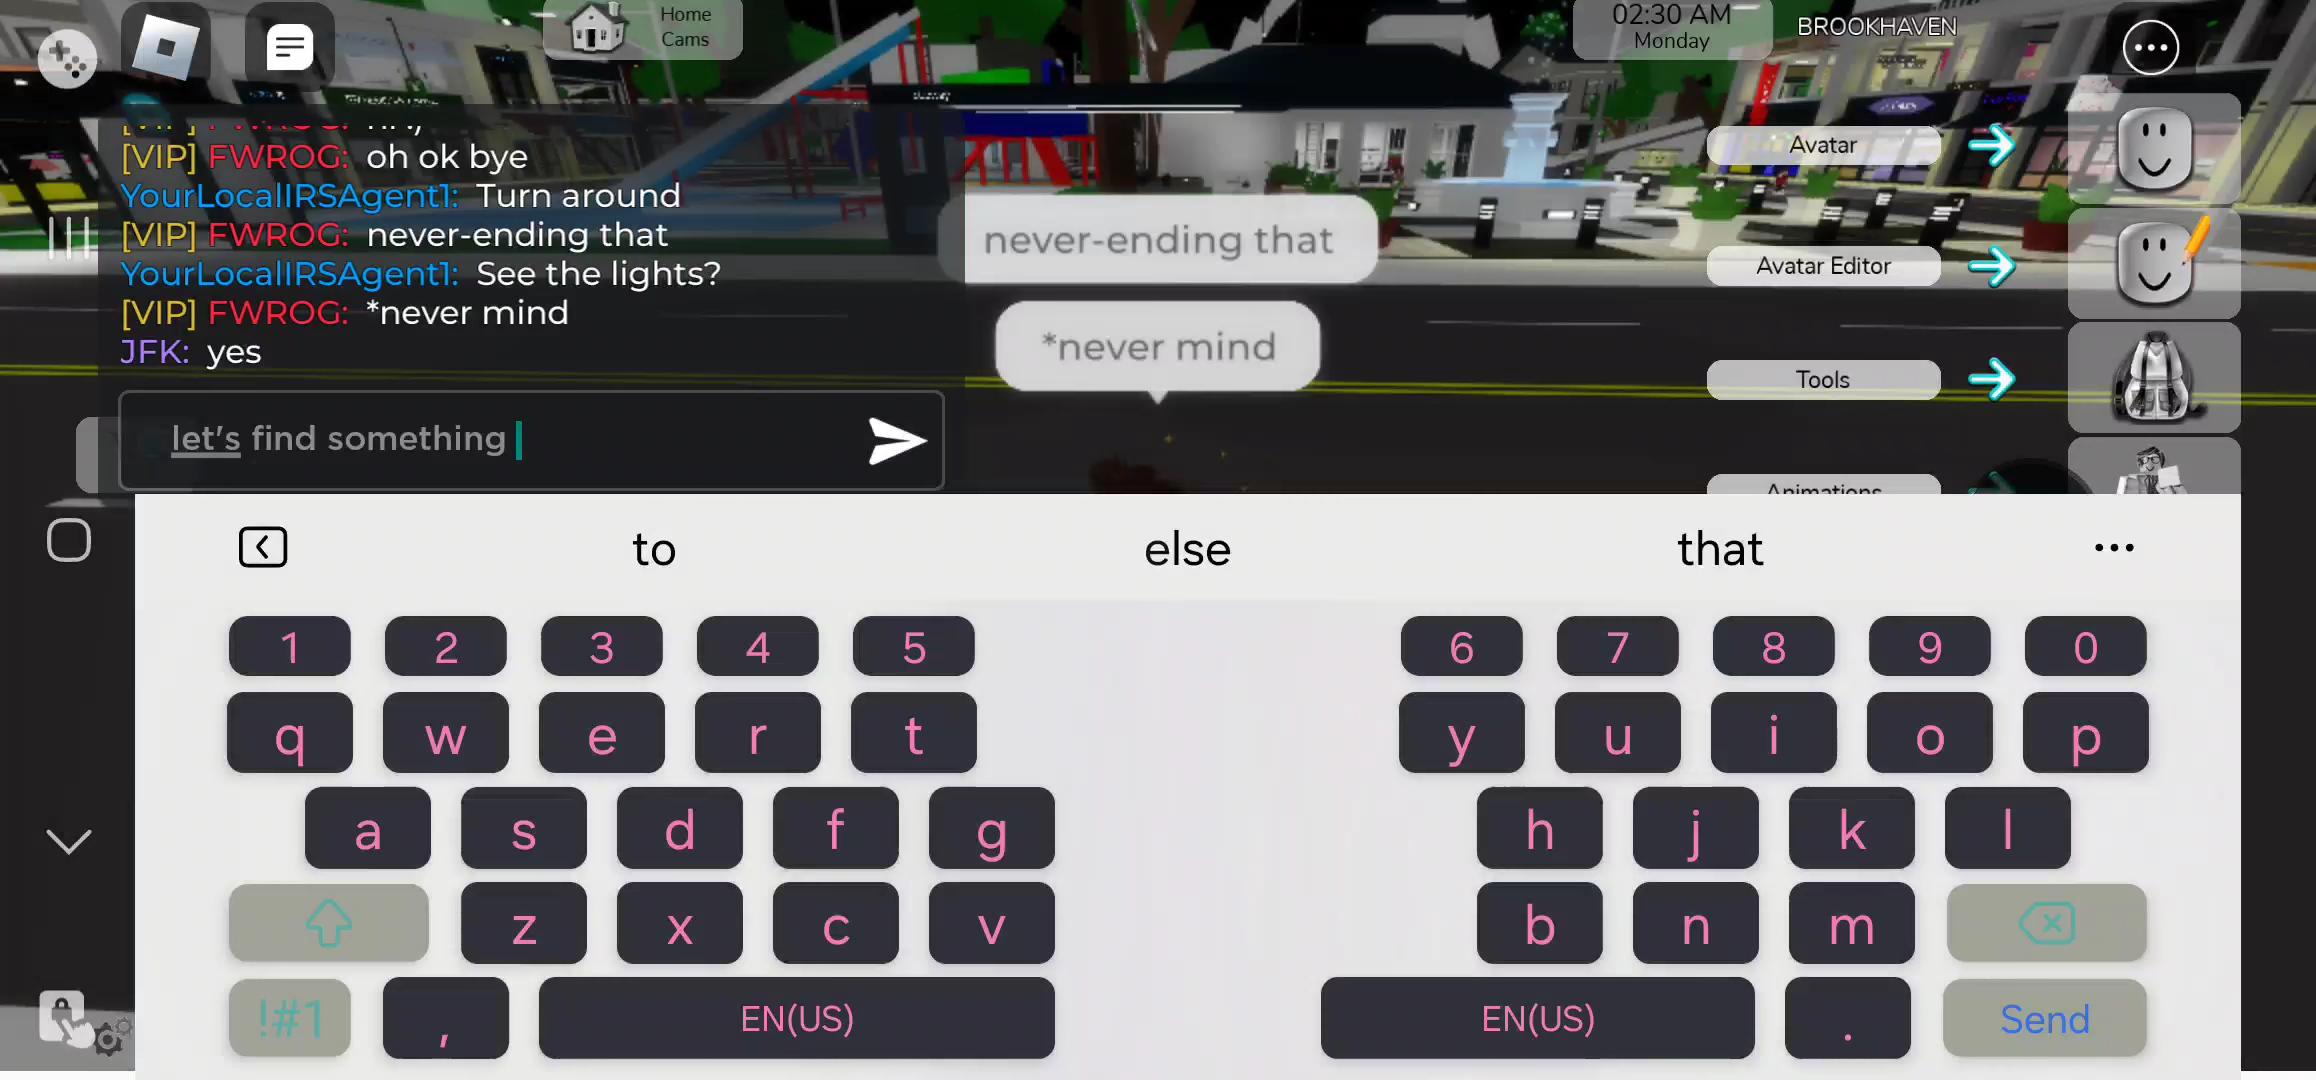 Home
Cams
02:30 AM
Monday
BROOKHAVEN
[VIP] FWROG:
[VIP] FWROG: oh ok bye
YourLocalIRSAgent1: Turn around
[VIP] FWROG: never-ending that
YourLocalIRSAgent1: See the lights?
[VIP] FWROG: *never mind
JFK: yes
let's find something
never-ending that
*never mind
Avatar
Avatar Editor
Tools
Animations
to else that
1 2 3 4 5 6 7 8 9 0
q w e r t y u i o p
a s d f g h j k l
z x c v b n m
!#1 , EN(US) EN(US) . Send